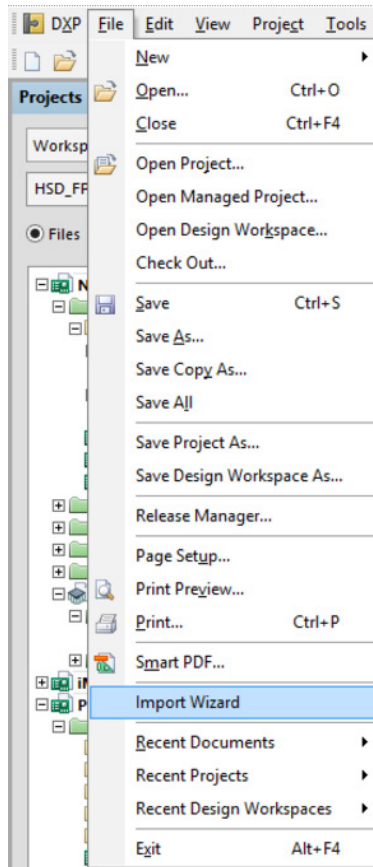 DXP File Edit View Project Tools
New
Open... Ctrl+O
Projects
Close Ctrl+F4
Worksp
Open Project...
HSD_FP
Open Managed Project...
Files
Open Design Workspace...
Check Out...
N
Save Ctrl+S
Save As...
Save Copy As...
Save All
Save Project As...
Save Design Workspace As...
Release Manager...
Page Setup...
Print Preview...
Print... Ctrl+P
Smart PDF...
Import Wizard
P
Recent Documents
Recent Projects
Recent Design Workspaces
Exit Alt+F4